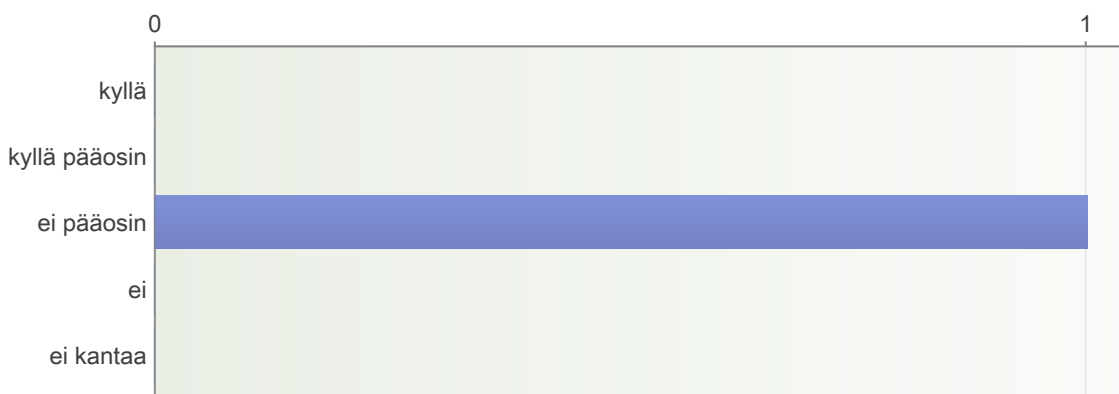 0 1
kyllä
kyllä pääosin
ei pääosin
ei
ei kantaa